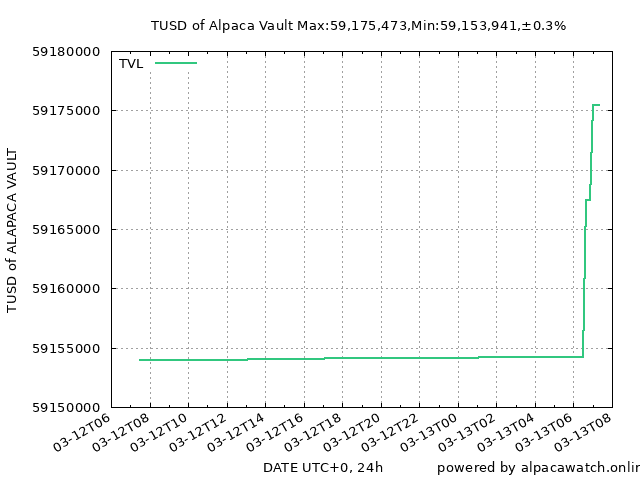 TUSD of Alpaca Vault Max:59,175,473,Min:59,153,941,±0.3%
59180000
59175000
59170000
59165000
59160000
59155000
59150000
TVL
TUSD of ALAPACA VAULT
03-12T06
03-12T08
03-12T10
03-12T12
03-12T14
03-12T16
03-12T18
03-12T20
03-12T22
03-13T00
03-13T02
03-13T04
03-13T06
03-13T08
DATE UTC+0, 24h
powered by alpacawatch.onlin